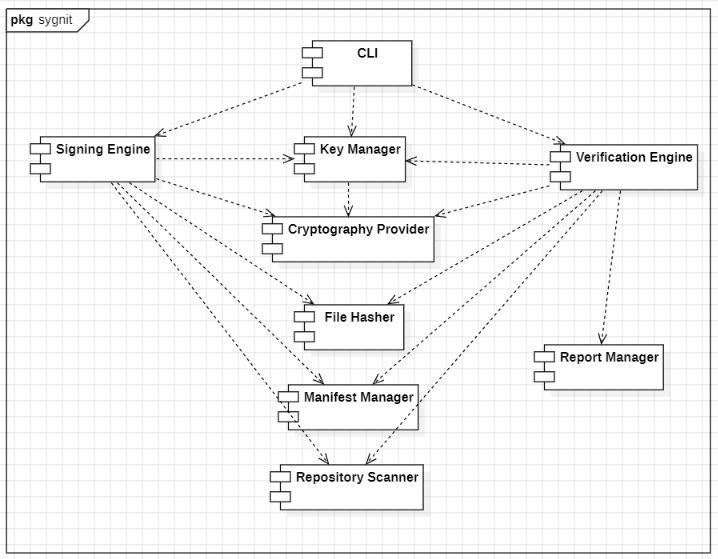 pkg sygnit
CLI
Signing Engine
Key Manager
Verification Engine
Cryptography Provider
File Hasher
Report Manager
Manifest Manager
Repository Scanner